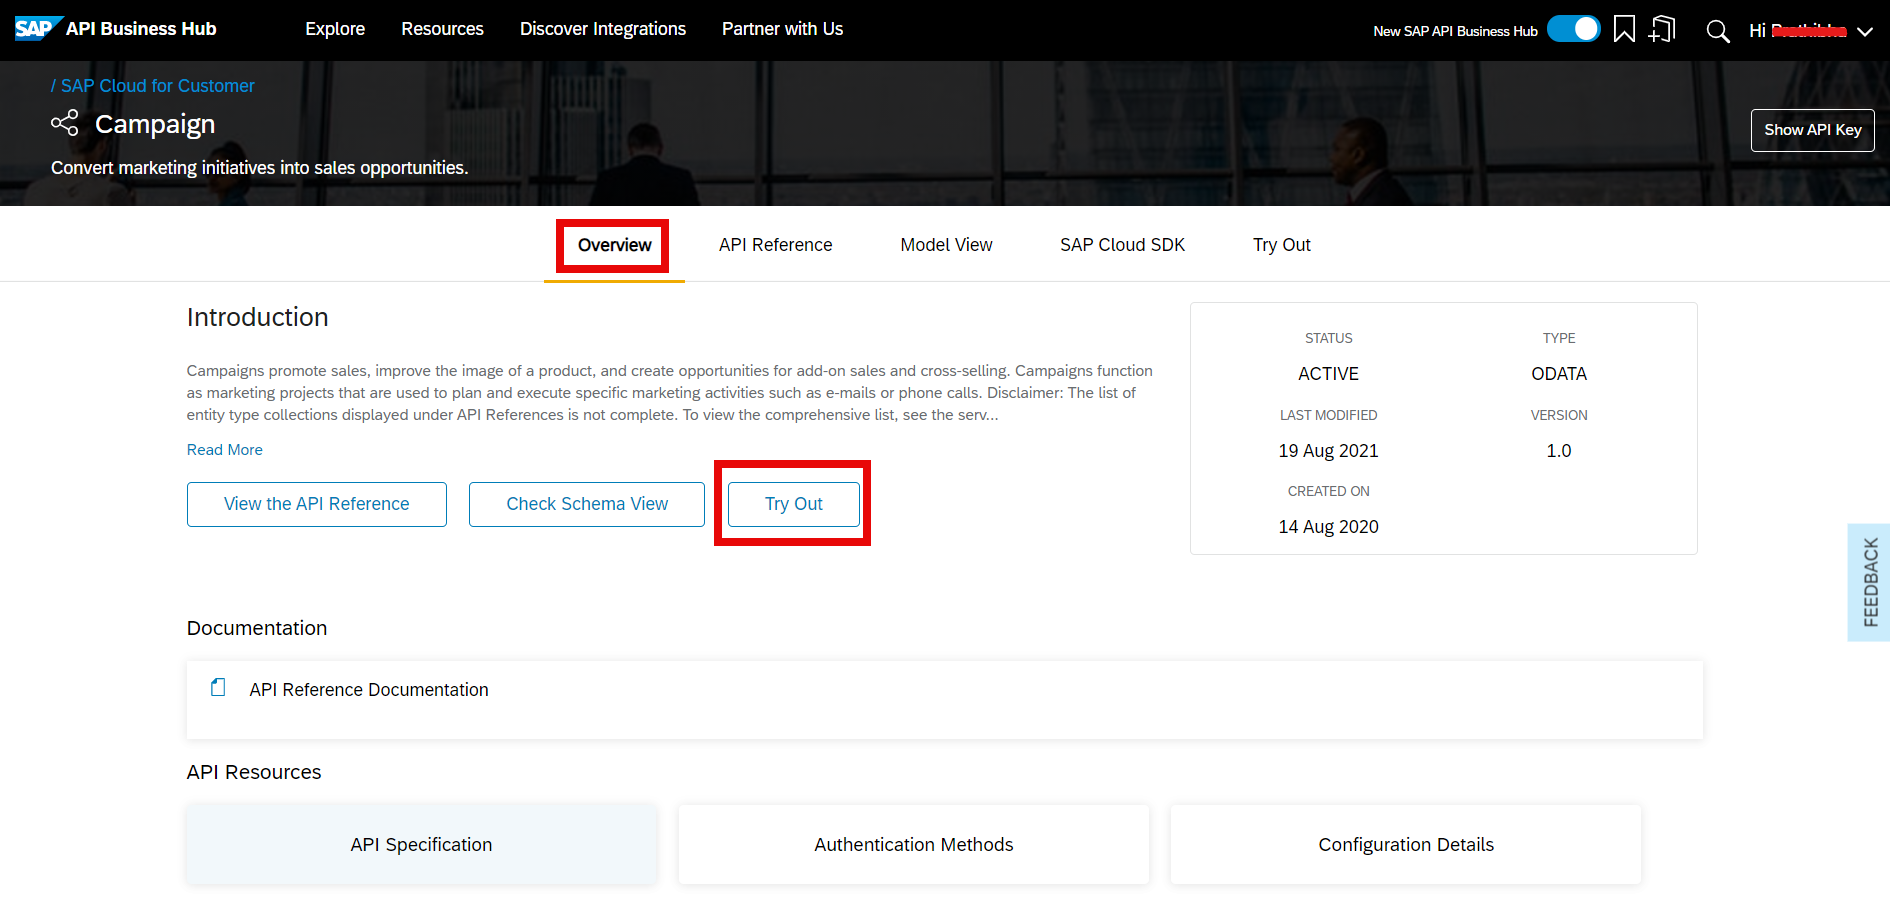 SAP API Business Hub Explore Resources Discover Integrations Partner with Us New SAP API Business Hub Hi
/ SAP Cloud for Customer
Campaign
Show API Key
Convert marketing initiatives into sales opportunities.
Overview API Reference Model View SAP Cloud SDK Try Out
Introduction
Campaigns promote sales, improve the image of a product, and create opportunities for add-on sales and cross-selling. Campaigns function
as marketing projects that are used to plan and execute specific marketing activities such as e-mails or phone calls. Disclaimer: The list of
entity type collections displayed under API References is not complete. To view the comprehensive list, see the serv...
Read More
View the API Reference Check Schema View Try Out
STATUS TYPE
ACTIVE ODATA
LAST MODIFIED VERSION
19 Aug 2021 1.0
CREATED ON
14 Aug 2020
FEEDBACK
Documentation
API Reference Documentation
API Resources
API Specification Authentication Methods Configuration Details